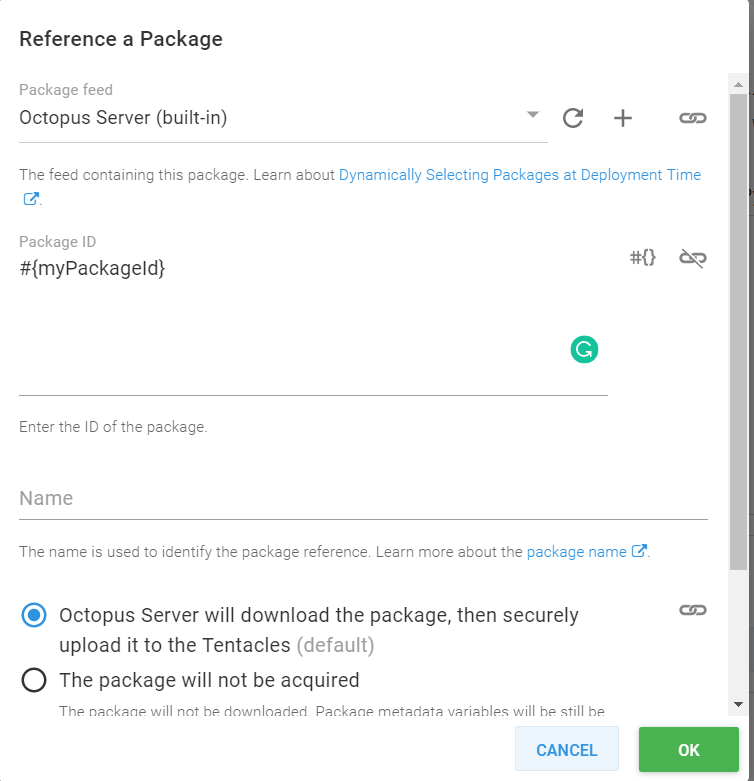 Reference a Package
Package feed
Octopus Server (built-in)
The feed containing this package. Learn about Dynamically Selecting Packages at Deployment Time
.
Package ID
#{myPackageId}
#{}
Enter the ID of the package.
Name
The name is used to identify the package reference. Learn more about the package name .
Octopus Server will download the package, then securely
upload it to the Tentacles (default)
The package will not be acquired
The package will not be downloaded. Package metadata variables will be still be
CANCEL
OK